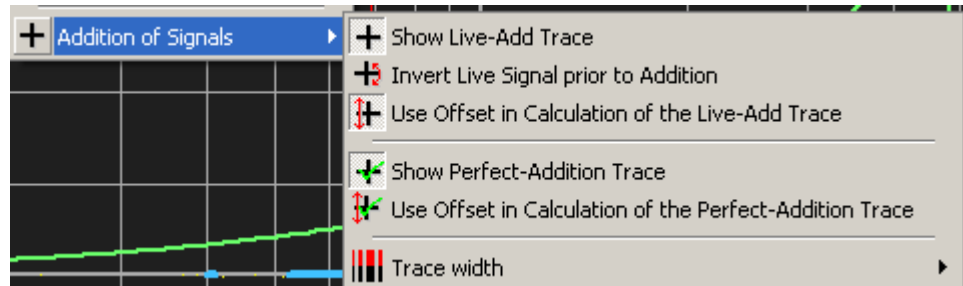 Addition of Signals
Show Live-Add Trace
Invert Live Signal prior to Addition
Use Offset in Calculation of the Live-Add Trace
Show Perfect-Addition Trace
Use Offset in Calculation of the Perfect-Addition Trace
Trace width